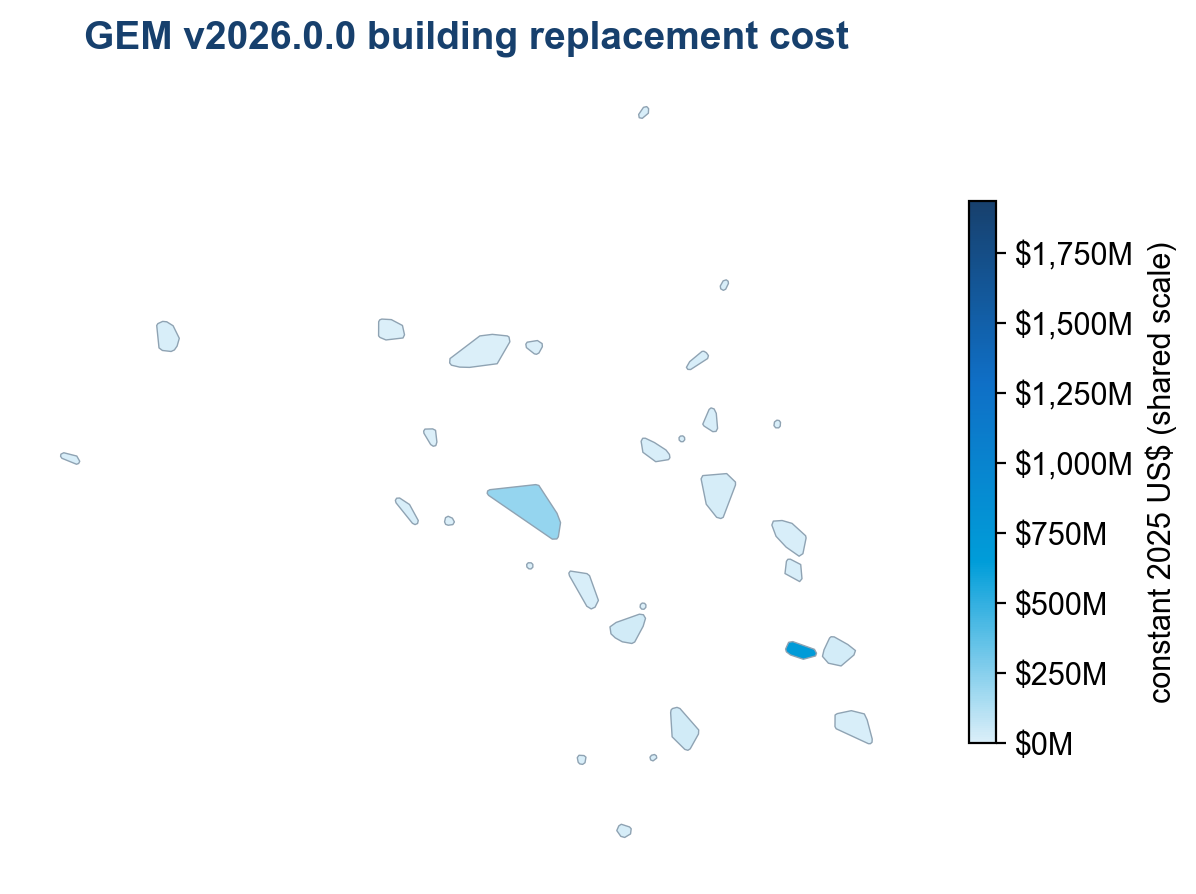 GEM v2026.0.0 building replacement cost
$1,750M
$1,500M
$1,250M
$1,000M
$750M
$500M
$250M
$0M
constant 2025 US$ (shared scale)